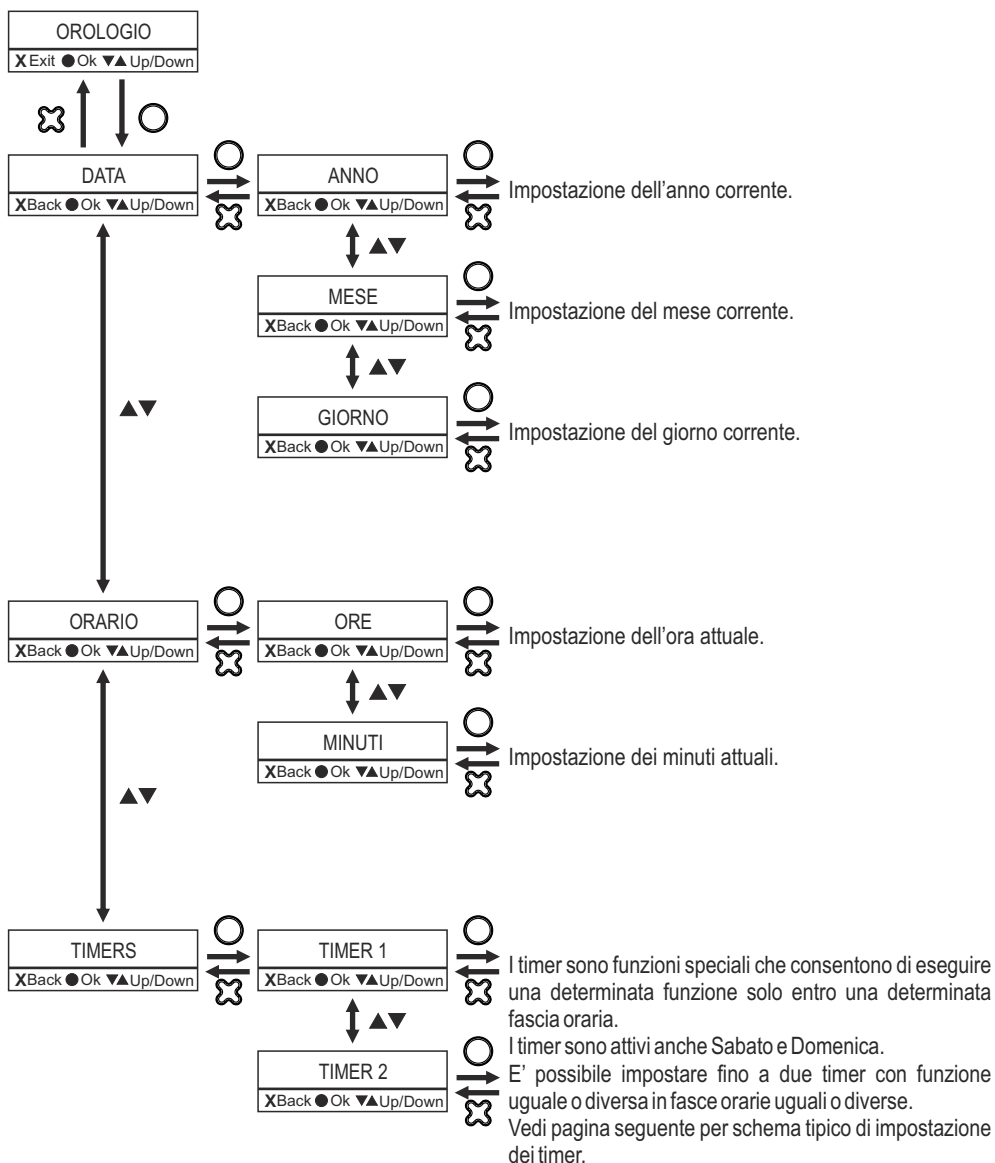 OROLOGIO
X Exit ● Ok ▼▲ Up/Down
DATA
XBack ● Ok ▼▲Up/Down
ANNO
XBack ● Ok ▼▲Up/Down
Impostazione dell'anno corrente.
▲▼
MESE
XBack ● Ok ▼▲Up/Down
Impostazione del mese corrente.
▲▼
GIORNO
XBack ● Ok ▼▲Up/Down
Impostazione del giorno corrente.
▲▼
ORARIO
XBack ● Ok ▼▲Up/Down
ORE
XBack ● Ok ▼▲Up/Down
Impostazione dell'ora attuale.
▲▼
MINUTI
XBack ● Ok ▼▲Up/Down
Impostazione dei minuti attuali.
▲▼
TIMERS
XBack ● Ok ▼▲Up/Down
TIMER 1
XBack ● Ok ▼▲Up/Down
▲▼
TIMER 2
XBack ● Ok ▼▲Up/Down
I timer sono funzioni speciali che consentono di eseguire
una determinata funzione solo entro una determinata
fascia oraria.
I timer sono attivi anche Sabato e Domenica.
E' possibile impostare fino a due timer con funzione
uguale o diversa in fasce orarie uguali o diverse.
Vedi pagina seguente per schema tipico di impostazione
dei timer.